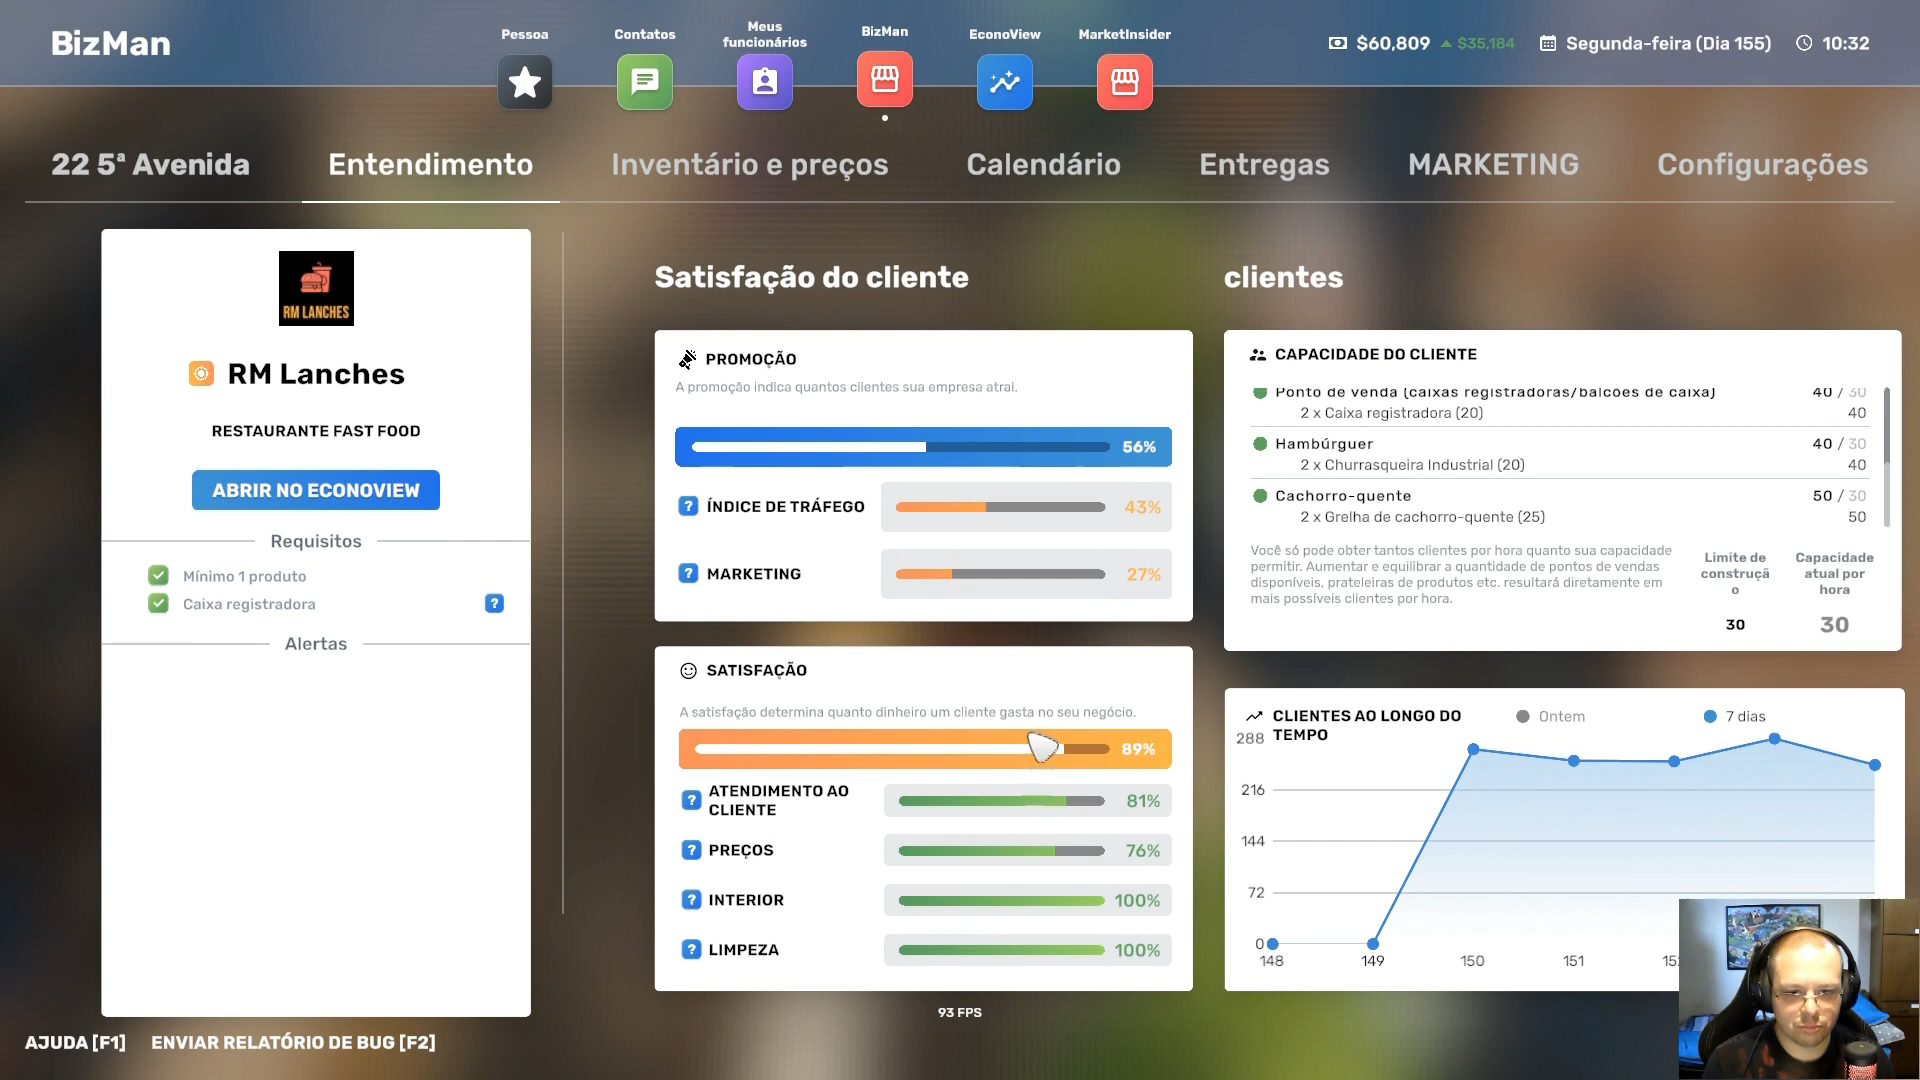 BizMan
Pessoa
Contatos
Meus
funcionários
BizMan
EconoView
MarketInsider
$60,809
$35,184
Segunda-feira (Dia 155)
10:32
22 5ª Avenida
Entendimento
Inventário e preços
Calendário
Entregas
MARKETING
Configurações
RM LANCHES
RM Lanches
RESTAURANTE FAST FOOD
ABRIR NO ECONOVIEW
Requisitos
Mínimo 1 produto
Caixa registradora
?
Alertas
Satisfação do cliente
PROMOÇÃO
A promoção indica quantos clientes sua empresa atrai.
56%
? ÍNDICE DE TRÁFEGO
43%
? MARKETING
27%
SATISFAÇÃO
A satisfação determina quanto dinheiro um cliente gasta no seu negócio.
89%
? ATENDIMENTO AO
CLIENTE
81%
? PREÇOS
76%
? INTERIOR
100%
? LIMPEZA
100%
clientes
CAPACIDADE DO CLIENTE
Ponto de venda (caixas registradoras/balcões de caixa)
40 / 30
2 x Caixa registradora (20)
40
Hambúrguer
40 / 30
2 x Churrasqueira Industrial (20)
40
Cachorro-quente
50 / 30
2 x Grelha de cachorro-quente (25)
50
Você só pode obter tantos clientes por hora quanto sua capacidade
permitir. Aumentar e equilibrar a quantidade de pontos de vendas
disponíveis, prateleiras de produtos etc. resultará diretamente em
mais possíveis clientes por hora.
Limite de
construçã
o
30
Capacidade
atual por
hora
30
CLIENTES AO LONGO DO
TEMPO
Ontem
7 dias
288
216
144
72
0
148
149
150
151
93 FPS
AJUDA [F1]
ENVIAR RELATÓRIO DE BUG [F2]